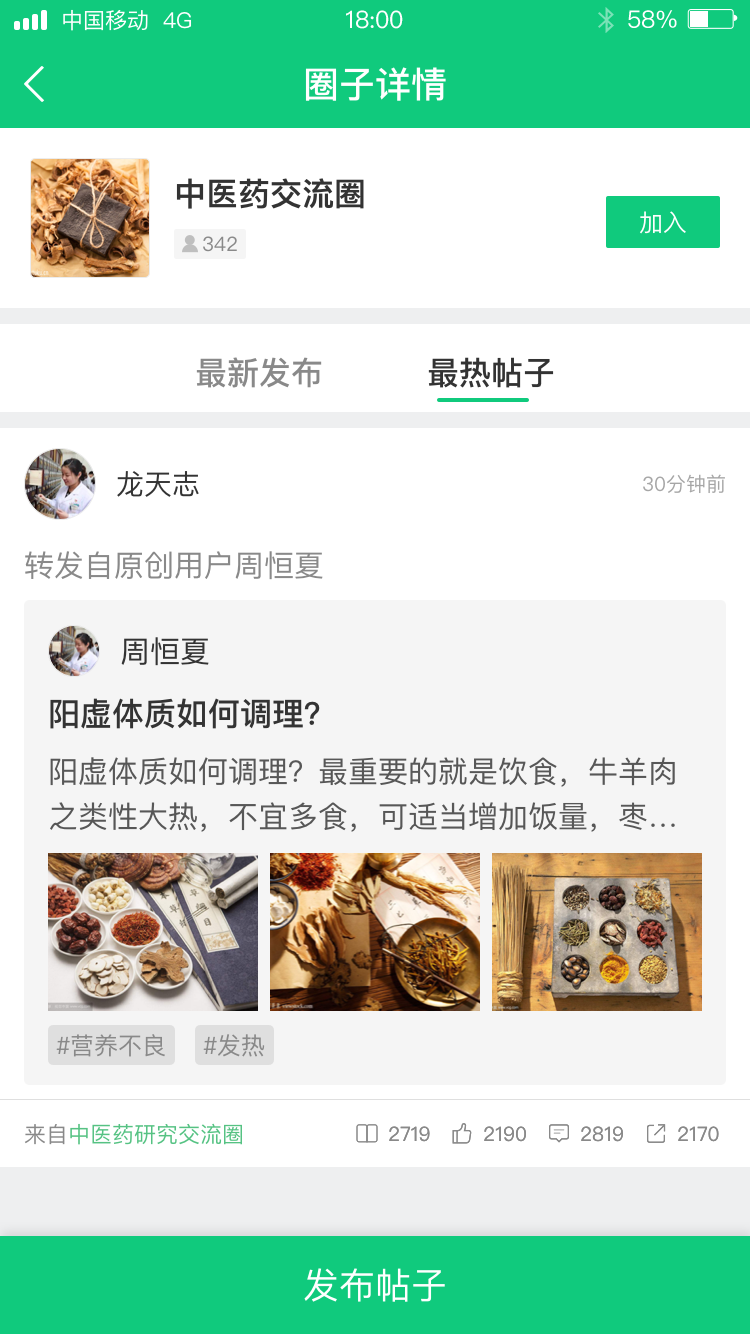 中国移动 4G 18:00 58%
圈子详情
中医药交流圈
342
加入
最新发布 最热帖子
龙天志 30分钟前
转发自原创用户周恒夏
周恒夏
阳虚体质如何调理?
阳虚体质如何调理？最重要的就是饮食，牛羊肉
之类性大热，不宜多食，可适当增加饭量，枣...
本草纲目
#营养不良 #发热
来自中医药研究交流圈 2719 2190 2819 2170
发布帖子